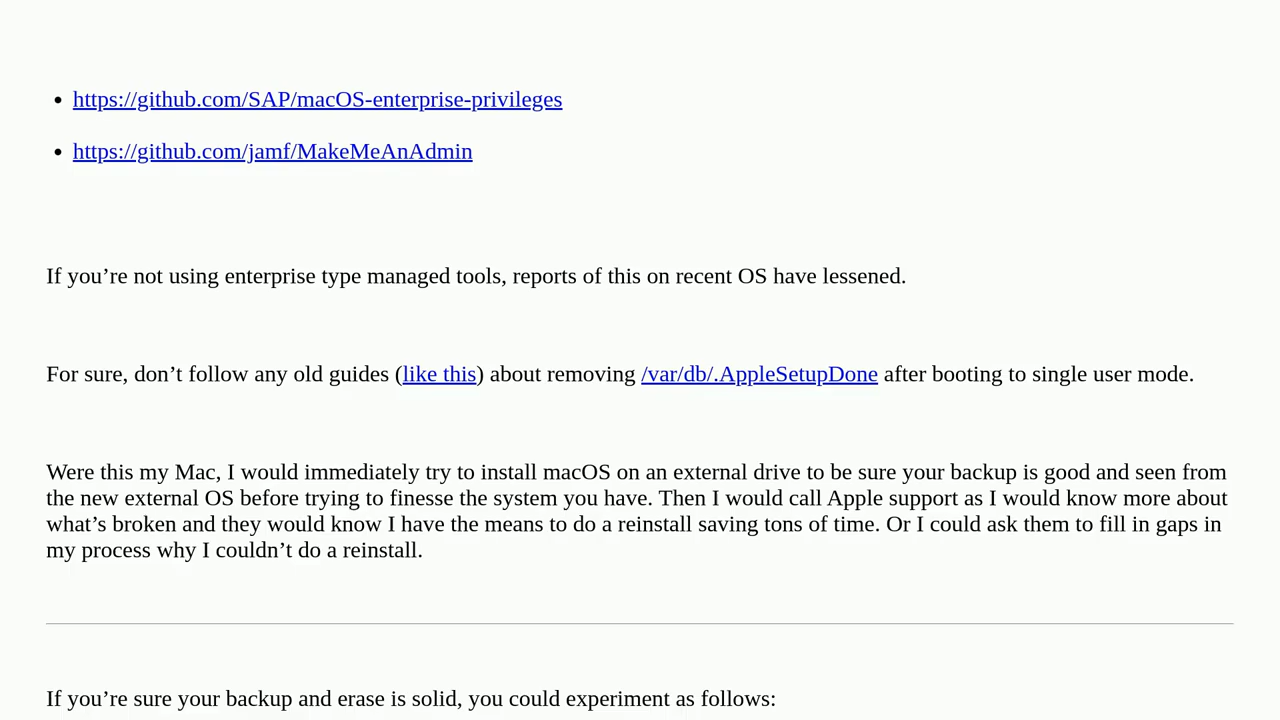 • https://github.com/SAP/macOS-enterprise-privileges
• https://github.com/jamf/MakeMeAnAdmin
If you’re not using enterprise type managed tools, reports of this on recent OS have lessened.
For sure, don’t follow any old guides (like this) about removing /var/db/.AppleSetupDone after booting to single user mode.
Were this my Mac, I would immediately try to install macOS on an external drive to be sure your backup is good and seen from
the new external OS before trying to finesse the system you have. Then I would call Apple support as I would know more about
what’s broken and they would know I have the means to do a reinstall saving tons of time. Or I could ask them to fill in gaps in
my process why I couldn’t do a reinstall.
If you’re sure your backup and erase is solid, you could experiment as follows: